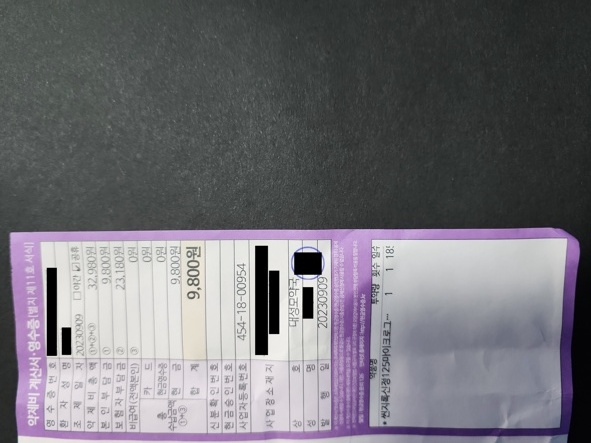 약제비 계산서·영수증(별지 제11호 서식)
영 수 증 번 호
환 자 성 명
조 제 일 자 20230909 □야간 ☑공휴
약 제 비 총 액 ①+②+③ 32,980원
본 인 부 담 금 ① 9,800원
보 험 자 부 담 금 ② 23,180원
비급여(전액본인) ③ 0원
총 수납금액 ①+③
카 드 0원
현금영수증 0원
현 금 9,800원
합 계 9,800원
신 분 확 인 번 호
현 금 승 인 번 호
사 업 자 등 록 번 호 454-18-00954
사 업 장 소 재 지
상 호 대성모약국
성 명
발 행 일 20230909
약품명 투약량 횟수 일수
* 씬지록신정125마이크로그--- 1 1 18